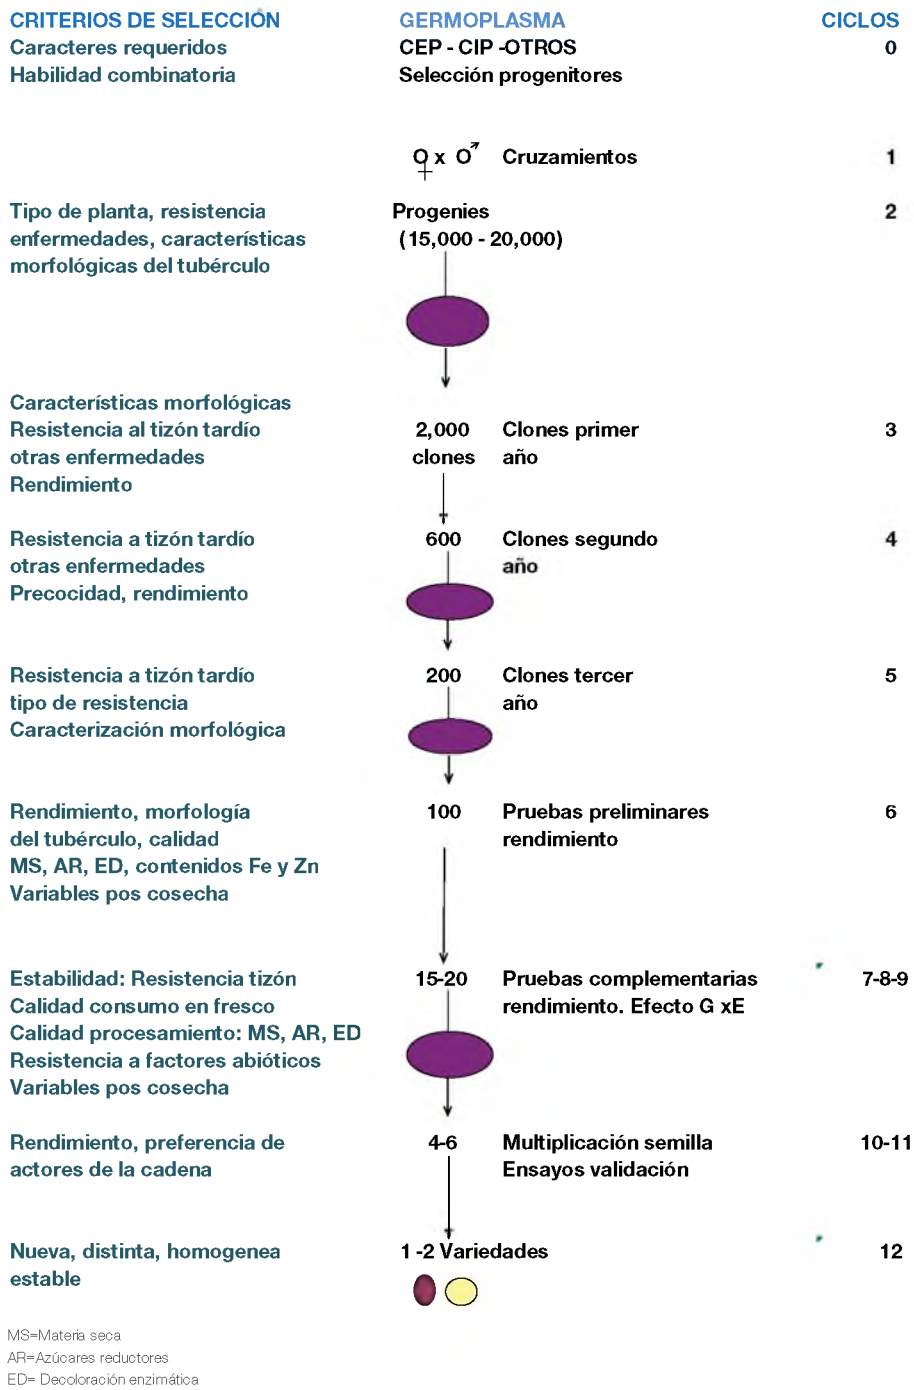 CRITERIOS DE SELECCIÓN GERMOPLASMA CICLOS
Caracteres requeridos CEP - CIP -OTROS 0
Habilidad combinatoria Selección progenitores
♀ x ♂ Cruzamientos 1
Tipo de planta, resistencia Progenies 2
enfermedades, características (15,000 - 20,000)
morfológicas del tubérculo
Características morfológicas
Resistencia al tizón tardío 2,000 Clones primer 3
otras enfermedades clones año
Rendimiento
Resistencia a tizón tardío 600 Clones segundo 4
otras enfermedades año
Precocidad, rendimiento
Resistencia a tizón tardío 200 Clones tercer 5
tipo de resistencia año
Caracterización morfológica
Rendimiento, morfología 100 Pruebas preliminares 6
del tubérculo, calidad rendimiento
MS, AR, ED, contenidos Fe y Zn
Variables pos cosecha
Estabilidad: Resistencia tizón 15-20 Pruebas complementarias 7-8-9
Calidad consumo en fresco rendimiento. Efecto G xE
Calidad procesamiento: MS, AR, ED
Resistencia a factores abióticos
Variables pos cosecha
Rendimiento, preferencia de 4-6 Multiplicación semilla 10-11
actores de la cadena Ensayos validación
Nueva, distinta, homogenea 1 -2 Variedades 12
estable
MS=Materia seca
AR=Azúcares reductores
ED= Decoloración enzimática